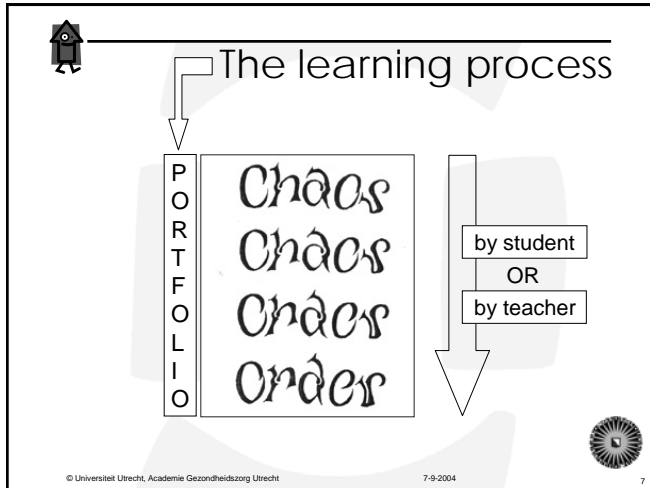 The learning process
PORTFOLIO
Chaos
Chaos
Order
by student
OR
by teacher
© Universiteit Utrecht, Academie Gezondheidszorg Utrecht 7-9-2004 7